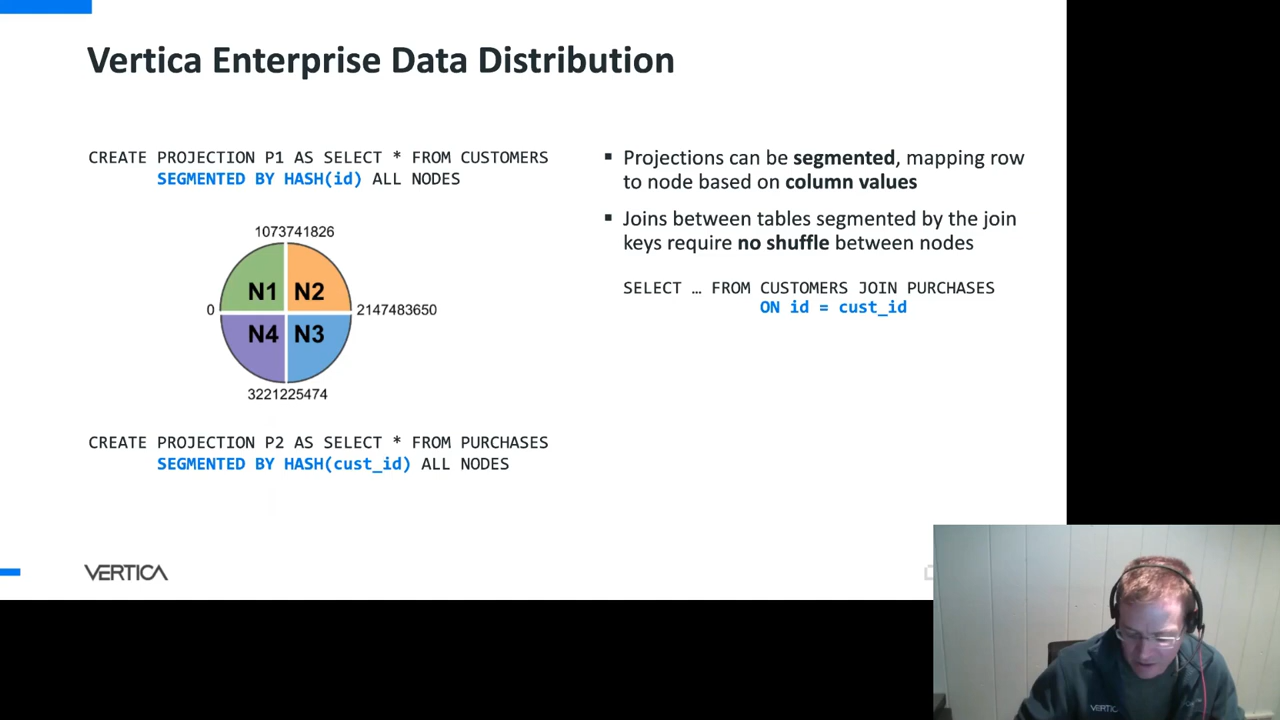 Vertica Enterprise Data Distribution
CREATE PROJECTION P1 AS SELECT * FROM CUSTOMERS
SEGMENTED BY HASH(id) ALL NODES
1073741826
N1 N2
0
2147483650
N4 N3
3221225474
CREATE PROJECTION P2 AS SELECT * FROM PURCHASES
SEGMENTED BY HASH(cust_id) ALL NODES
▪ Projections can be segmented, mapping row
to node based on column values
▪ Joins between tables segmented by the join
keys require no shuffle between nodes
SELECT … FROM CUSTOMERS JOIN PURCHASES
ON id = cust_id
VERTICA
VERTIC